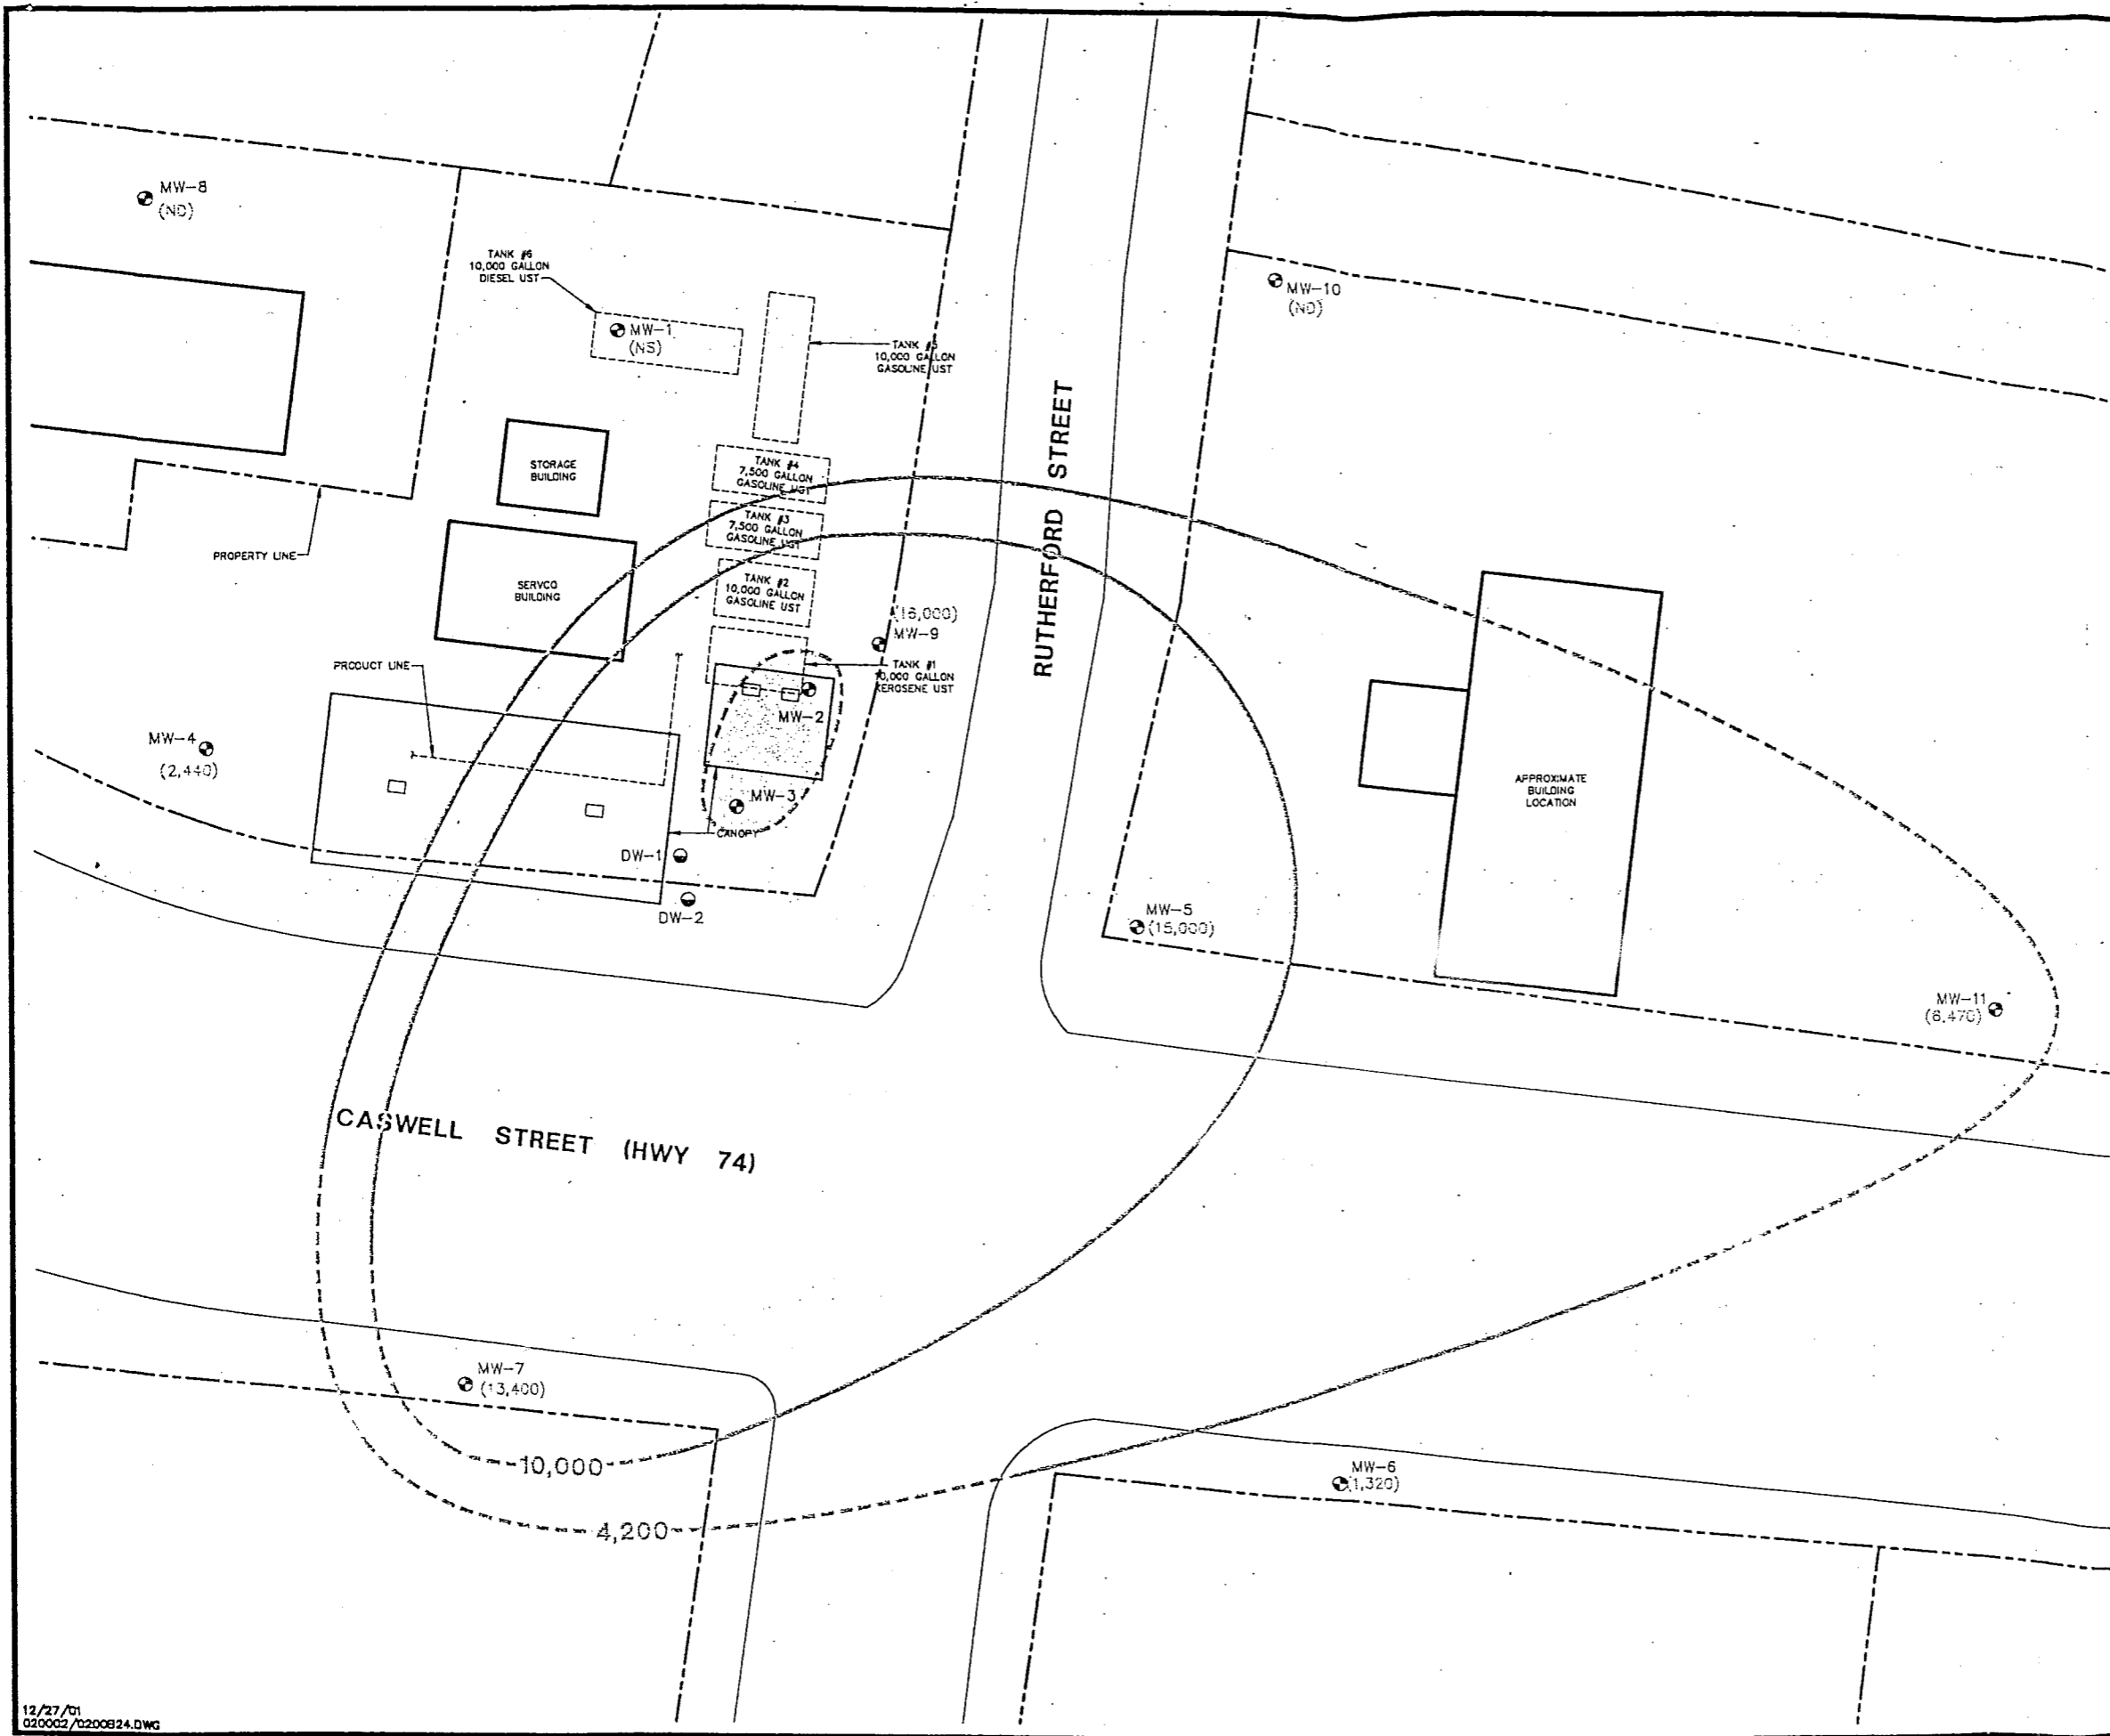 MW-8
(ND)
TANK #6
10,000 GALLON
DIESEL UST
MW-1
(NS)
TANK #5
10,000 GALLON
GASOLINE UST
MW-10
(ND)
RUTHERFORD STREET
STORAGE
BUILDING
TANK #4
7,500 GALLON
GASOLINE UST
TANK #3
7,500 GALLON
GASOLINE UST
PROPERTY LINE
SERVCO
BUILDING
TANK #2
10,000 GALLON
GASOLINE UST
(16,000)
MW-9
PRODUCT LINE
TANK #1
10,000 GALLON
KEROSENE UST
MW-2
MW-4
(2,440)
MW-3
CANOPY
APPROXIMATE
BUILDING
LOCATION
DW-1
DW-2
MW-5
(15,000)
MW-11
(6,470)
CASWELL STREET (HWY 74)
MW-7
(13,400)
10,000
MW-6
(1,320)
4,200
12/27/01
020002/0200824.DWG